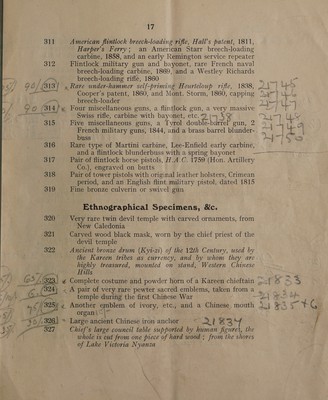 17
311 American flintlock breech-loading rifle, Hall's patent, 1811,
Harper's Ferry; an American Starr breech-loading
carbine, 1858, and an early Remington service repeater
312 Flintlock military gun and bayonet, rare French naval
breech-loading carbine, 1869, and a Westley Richards
breech-loading rifle, 1860
90/ 313 Rare under-hammer self-priming Heurteloup rifle, 1838,
Cooper's patent, 1860, and Mont. Storm, 1860, capping
breech-loader
90/ 314 Four miscellaneous guns, a flintlock gun, a very massive
Swiss rifle, carbine with bayonet, etc.
315 Five miscellaneous guns, a Tyrol double-barrel gun, 2
French military guns, 1844, and a brass barrel blunder-
buss
316 Rare type of Martini carbine, Lee-Enfield early carbine,
and a flintlock blunderbuss with a spring bayonet
317 Pair of flintlock horse pistols, H.A.C. 1759 (Hon. Artillery
Co.), engraved on butts
318 Pair of tower pistols with original leather holsters, Crimean
period, and an English flint military pistol, dated 1815
319 Fine bronze culverin or swivel gun
Ethnographical Specimens, &c.
320 Very rare twin devil temple with carved ornaments, from
New Caledonia
321 Carved wood black mask, worn by the chief priest of the
devil temple
322 Ancient bronze drum (Kyi-zi) of the 12th Century, used by
the Kareen tribes as currency, and by whom they are
highly treasured, mounted on stand, Western Chinese
Hills
323 Complete costume and powder horn of a Kareen chieftain 21833
324 A pair of very rare pewter sacred emblems, taken from a
temple during the first Chinese War
325 Another emblem of ivory, etc., and a Chinese mouth 21835+6
organ
326 Large ancient Chinese iron anchor 21834
327 Chief's large council table supported by human figures, the
whole is cut from one piece of hard wood; from the shores
of Lake Victoria Nyanza